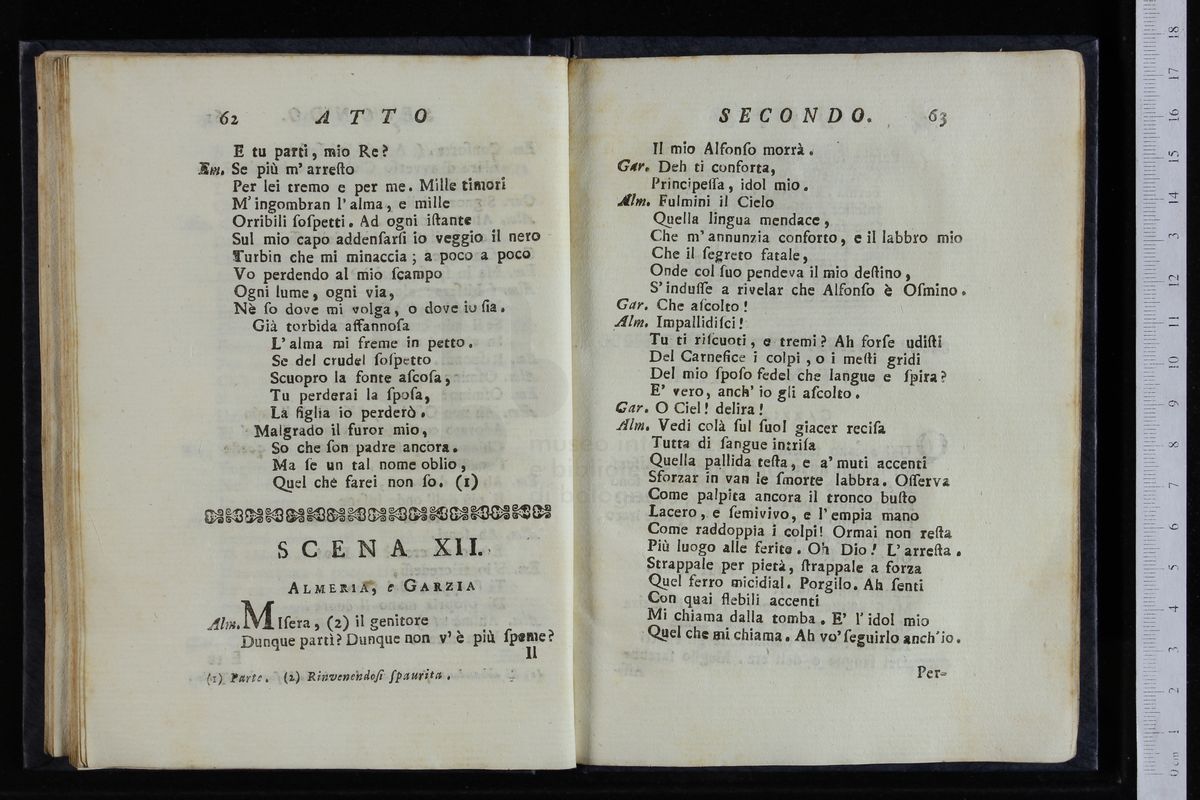 62 ATTO
E tu parti, mio Re?
Em. Se più m' arreſto
Per lei tremo e per me. Mille timori
M' ingombran l' alma, e mille
Orribili ſoſpetti. Ad ogni iſtante
Sul mio capo addenſarſi io veggio il nero
Turbin che mi minaccia; a poco a poco
Vo perdendo al mio ſcampo
Ogni lume, ogni via,
Nè ſo dove mi volga, o dove io ſia.
Già torbida affannoſa
L' alma mi freme in petto.
Se del crudel ſoſpetto
Scuopro la fonte aſcoſa,
Tu perderai la ſpoſa,
La figlia io perderò.
Malgrado il furor mio,
So che ſon padre ancora.
Ma ſe un tal nome oblio,
Quel che farei non ſo. (1)
SCENA XII.
ALMERIA, e GARZIA
Alm. MIſera, (2) il genitore
Dunque partì? Dunque non v' è più ſpeme?
Il
(1) Parte. (2) Rinvenendoſi ſpaurita.
SECONDO. 63
Il mio Alfonſo morrà.
Gar. Deh ti conforta,
Principeſſa, idol mio.
Alm. Fulmini il Cielo
Quella lingua mendace,
Che m' annunzia conforto, e il labbro mio
Che il ſegreto fatale,
Onde col ſuo pendeva il mio deſtino,
S' induſſe a rivelar che Alfonſo è Oſmino.
Gar. Che aſcolto!
Alm. Impallidiſci!
Tu ti riſcuoti, e tremi? Ah forſe udiſti
Del Carnefice i colpi, o i meſti gridi
Del mio ſpoſo fedel che langue e ſpira?
E' vero, anch' io gli aſcolto.
Gar. O Ciel! delira!
Alm. Vedi colà ſul ſuol giacer reciſa
Tutta di ſangue intriſa
Quella pallida teſta, e a' muti accenti
Sforzar in van le ſmorte labbra. Oſſerva
Come palpita ancora il tronco buſto
Lacero, e ſemivivo, e l' empia mano
Come raddoppia i colpi! Ormai non reſta
Più luogo alle ferite. Oh Dio! L' arreſta.
Strappale per pietà, ſtrappale a forza
Quel ferro micidial. Porgilo. Ah ſenti
Con quai flebili accenti
Mi chiama dalla tomba. E' l' idol mio
Quel che mi chiama. Ah vo' ſeguirlo anch' io.
Per-